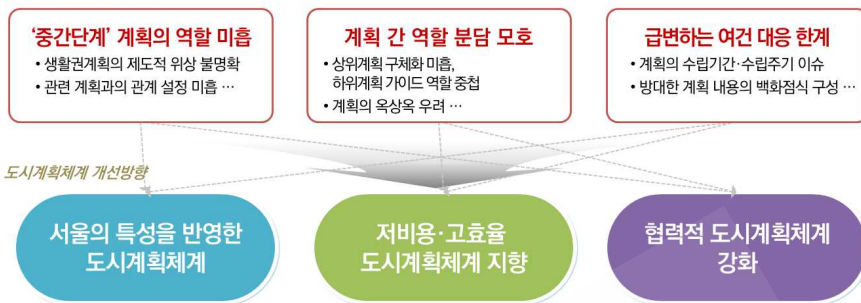 '중간단계' 계획의 역할 미흡
• 생활권계획의 제도적 위상 불명확
• 관련 계획과의 관계 설정 미흡 …
계획 간 역할 분담 모호
• 상위계획 구체화 미흡,
하위계획 가이드 역할 중첩
• 계획의 옥상옥 우려 …
급변하는 여건 대응 한계
• 계획의 수립기간·수립주기 이슈
• 방대한 계획 내용의 백화점식 구성 …
도시계획체계 개선방향
서울의 특성을 반영한
도시계획체계
저비용·고효율
도시계획체계 지향
협력적 도시계획체계
강화